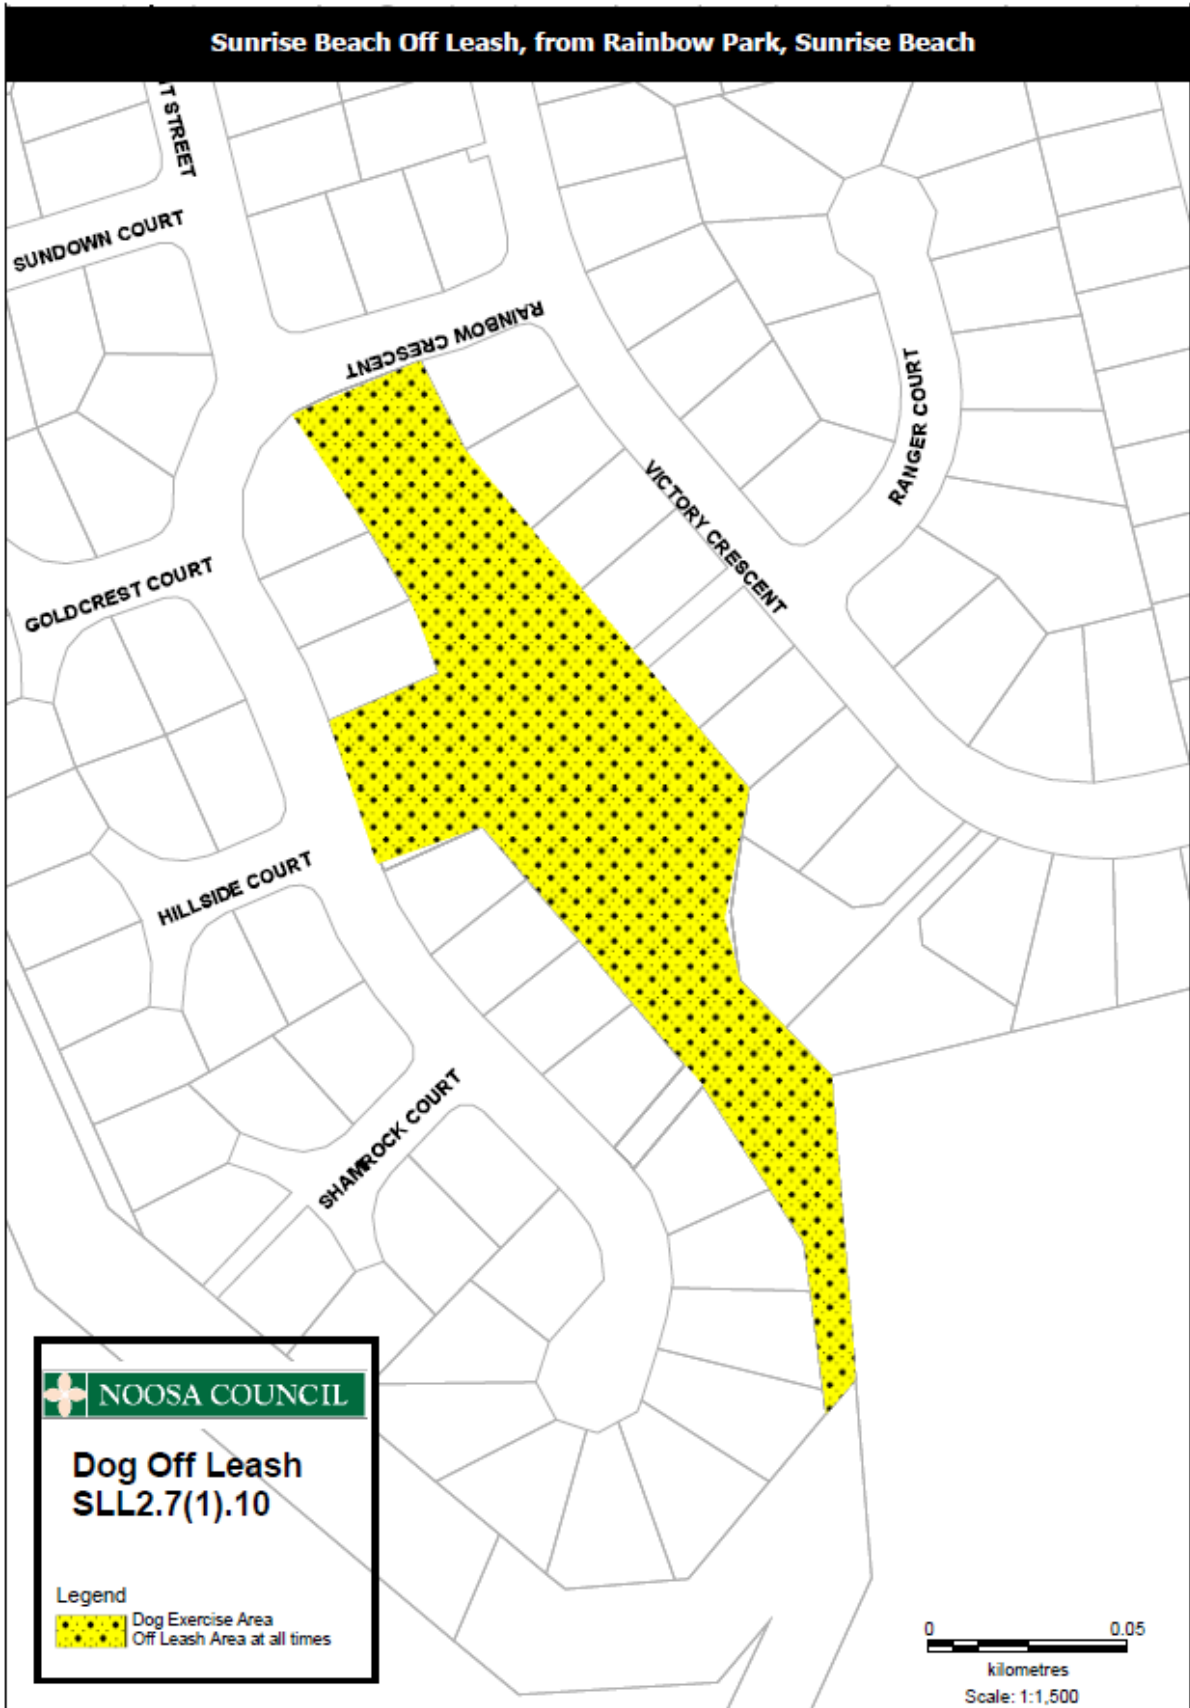 Sunrise Beach Off Leash, from Rainbow Park, Sunrise Beach
T STREET
SUNDOWN COURT
RAINBOW CRESCENT
RANGER COURT
VICTORY CRESCENT
GOLDCREST COURT
HILLSIDE COURT
SHAMROCK COURT
NOOSA COUNCIL
Dog Off Leash
SLL2.7(1).10
Legend
Dog Exercise Area
Off Leash Area at all times
0 0.05
kilometres
Scale: 1:1,500